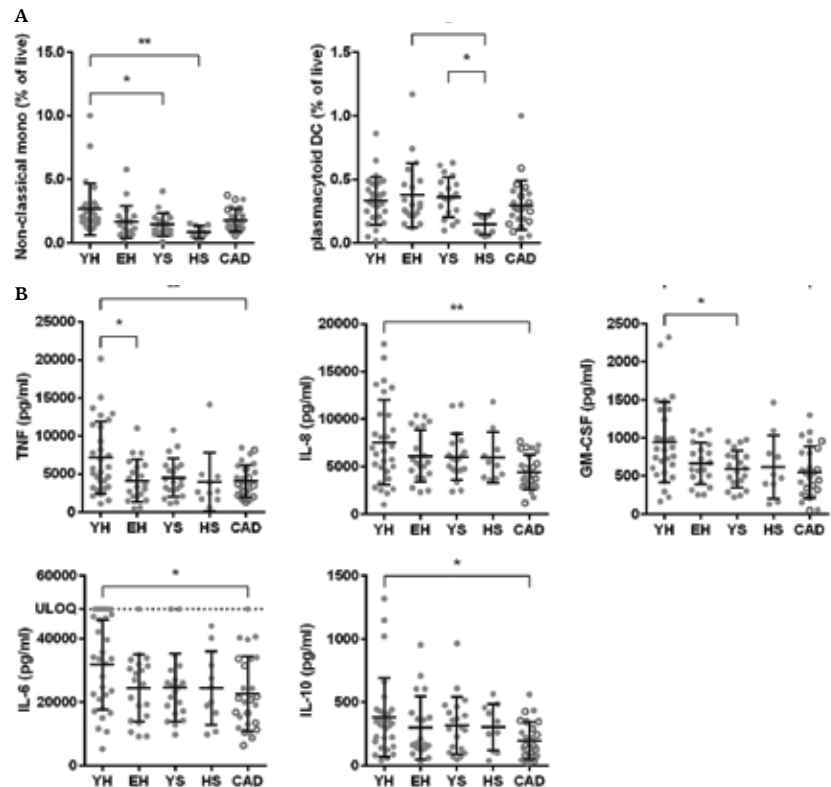 A
Non-classical mono (% of live)
15.0
10.0
5.0
0.0
**
*
YH EH YS HS CAD
plasmacytoid DC (% of live)
1.5
1.0
0.5
0.0
*
YH EH YS HS CAD
B
TNF (pg/ml)
25000
20000
15000
10000
5000
0
*
YH EH YS HS CAD
IL-8 (pg/ml)
20000
15000
10000
5000
0
**
YH EH YS HS CAD
GM-CSF (pg/ml)
2500
2000
1500
1000
500
0
*
YH EH YS HS CAD
IL-6 (pg/ml)
60000
ULOQ
40000
20000
0
*
YH EH YS HS CAD
IL-10 (pg/ml)
1500
1000
500
0
*
YH EH YS HS CAD